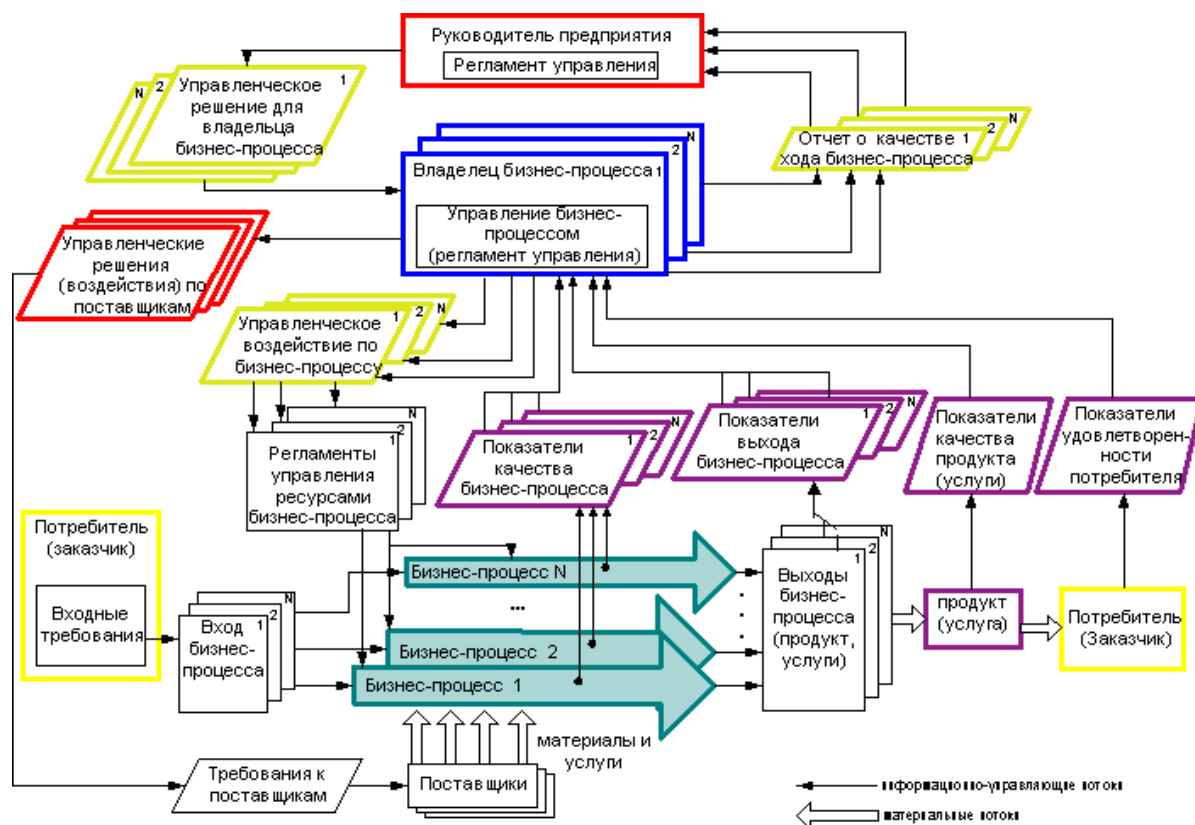 Руководитель предприятия
Регламент управления
N
2
1
Управленческое
решение для
владельца
бизнес-процесса
N
2
1
Отчет о качестве
хода бизнес-процесса
N
2
1
Владелец бизнес-процесса
Управление бизнес-
процессом
(регламент управления)
Управленческие
решения
(воздействия) по
поставщикам
N
2
1
Управленческое
воздействие по
бизнес-процессу
N
2
1
Регламенты
управления
ресурсами
бизнес-процесса
N
2
1
Показатели
качества
бизнес-процесса
N
2
1
Показатели
выхода
бизнес-процесса
Показатели
качества
продукта
(услуги)
Показатели
удовлетворен-
ности
потребителя
Потребитель
(заказчик)
Входные
требования
N
2
1
Вход
бизнес-
процесса
Бизнес-процесс N
...
Бизнес-процесс 2
Бизнес-процесс 1
N
2
1
Выходы
бизнес-
процесса
(продукт,
услуги)
продукт
(услуга)
Потребитель
(Заказчик)
материалы и
услуги
Требования к
поставщикам
Поставщики
информационно-управляющие потоки
материальные потоки